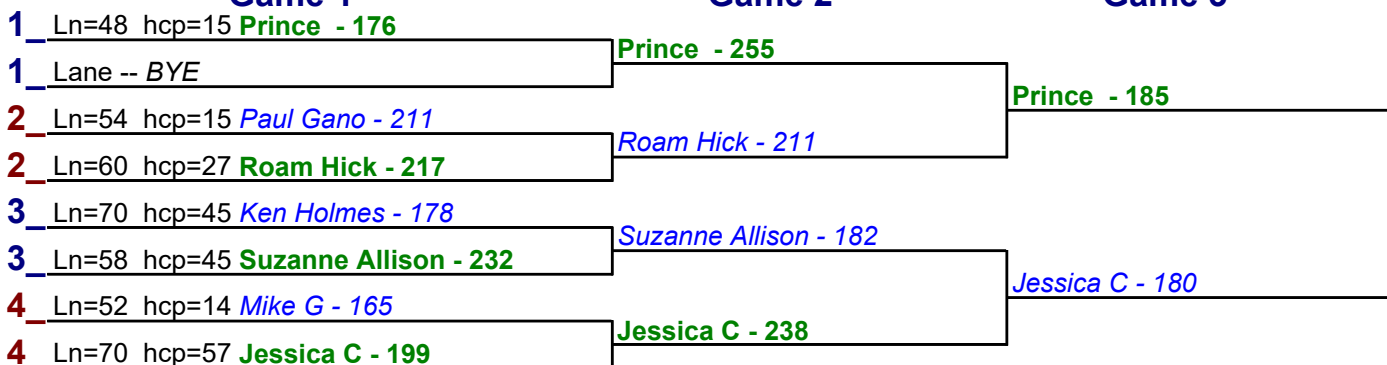 1_ Ln=48 hcp=15 Prince - 176
1_ Lane -- BYE
2_ Ln=54 hcp=15 Paul Gano - 211
2_ Ln=60 hcp=27 Roam Hick - 217
3_ Ln=70 hcp=45 Ken Holmes - 178
3_ Ln=58 hcp=45 Suzanne Allison - 232
4_ Ln=52 hcp=14 Mike G - 165
4 Ln=70 hcp=57 Jessica C - 199
Prince - 255
Roam Hick - 211
Suzanne Allison - 182
Jessica C - 238
Prince - 185
Jessica C - 180